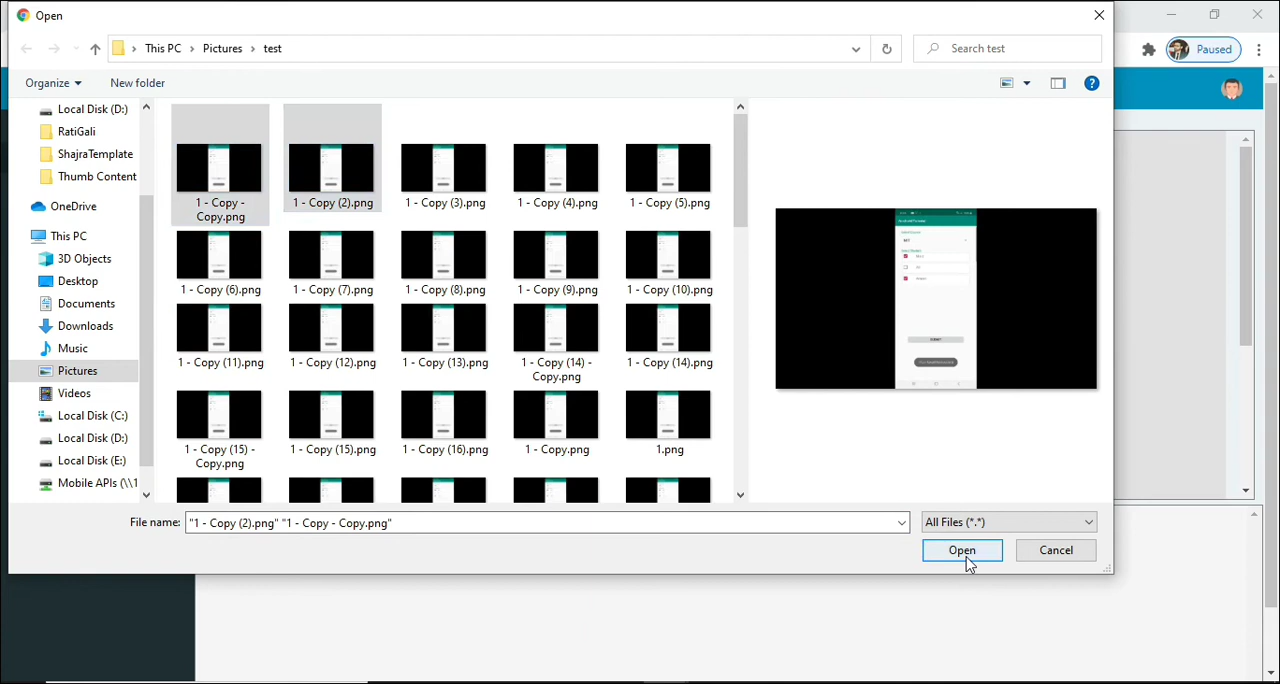 Open
This PC > Pictures > test
Search test
Paused
Organize
New folder
Local Disk (D:)
RatiGali
ShajraTemplate
Thumb Content
OneDrive
This PC
3D Objects
Desktop
Documents
Downloads
Music
Pictures
Videos
Local Disk (C:)
Local Disk (D:)
Local Disk (E:)
Mobile APIs (\\1
1 - Copy -
Copy.png
1 - Copy (2).png
1 - Copy (3).png
1 - Copy (4).png
1 - Copy (5).png
1 - Copy (6).png
1 - Copy (7).png
1 - Copy (8).png
1 - Copy (9).png
1 - Copy (10).png
1 - Copy (11).png
1 - Copy (12).png
1 - Copy (13).png
1 - Copy (14) -
Copy.png
1 - Copy (14).png
1 - Copy (15) -
Copy.png
1 - Copy (15).png
1 - Copy (16).png
1 - Copy.png
1.png
SUBMIT
File name:
"1 - Copy (2).png" "1 - Copy - Copy.png"
All Files (*.*)
Open
Cancel